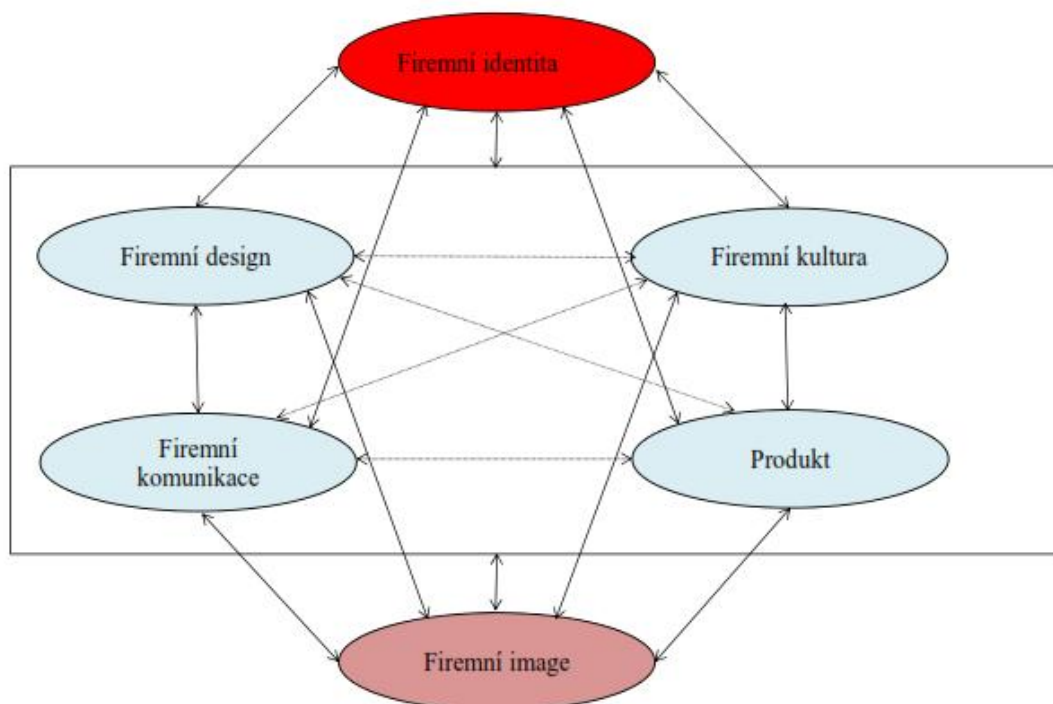 Firemní identita
Firemní design
Firemní kultura
Firemní
komunikace
Produkt
Firemní image